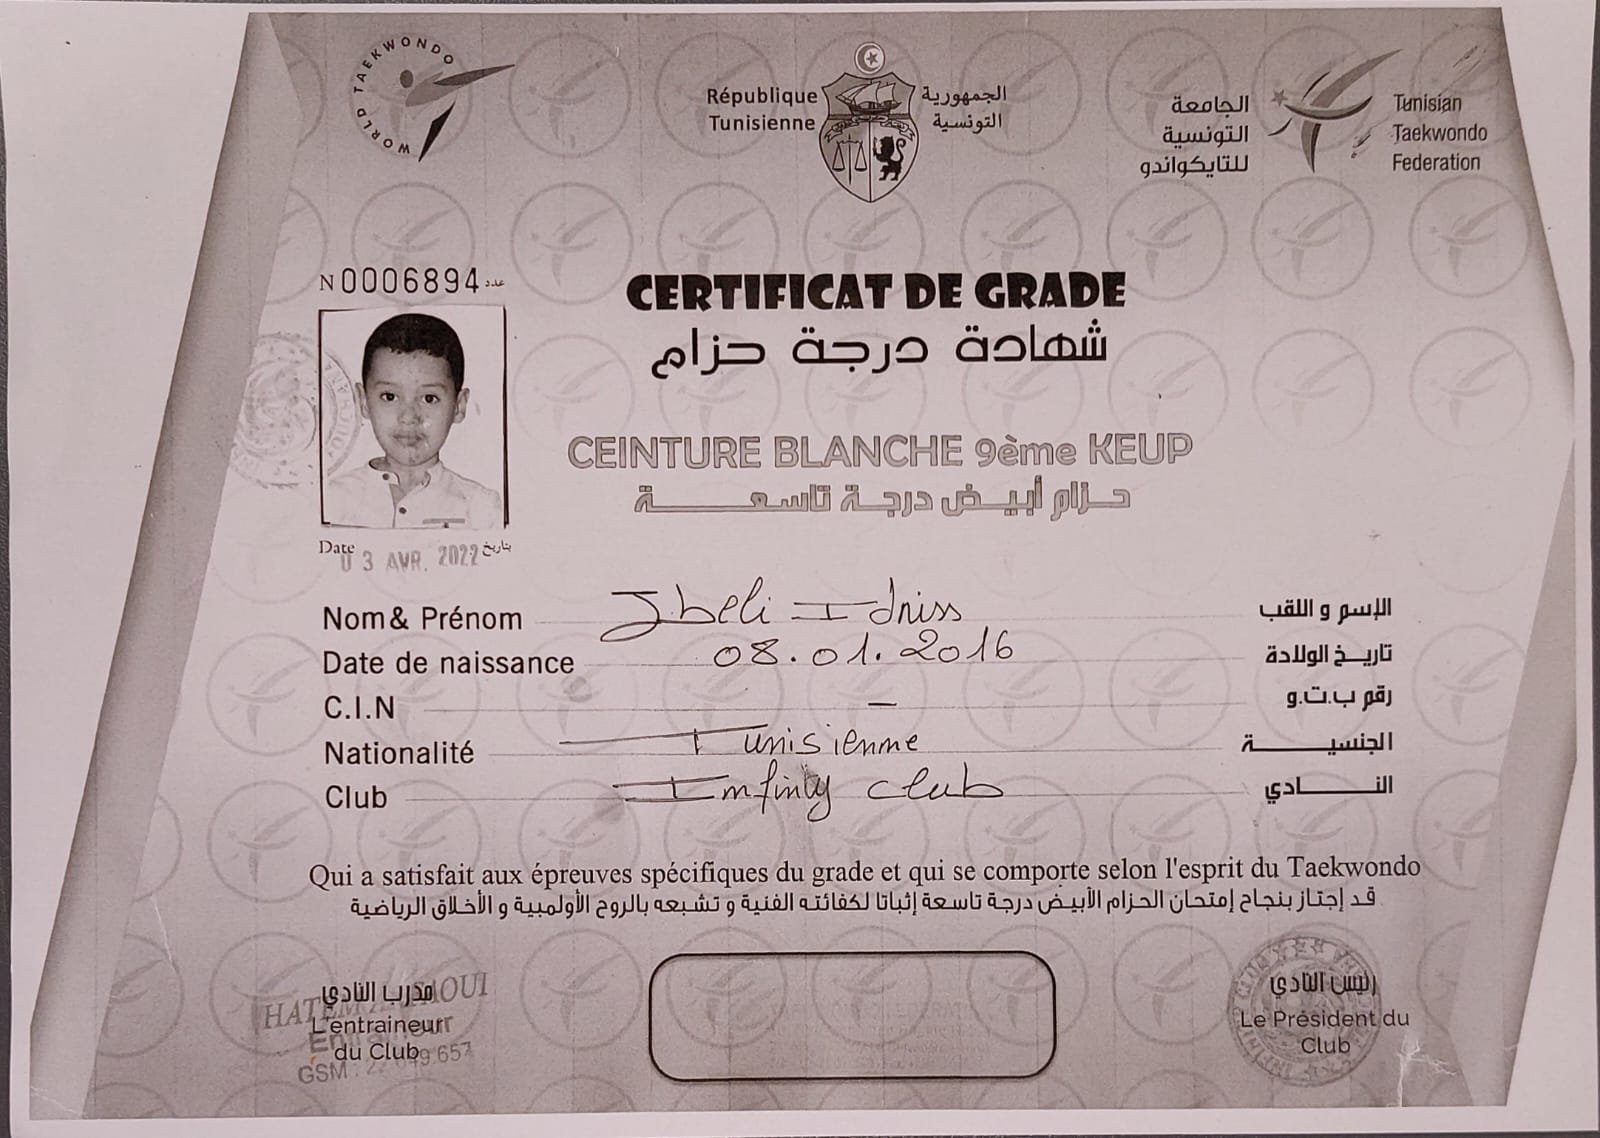 WORLD TAEKWONDO
République
Tunisienne
الجمهورية
التونسية
الجامعة
التونسية
للتايكواندو
Tunisian
Taekwondo
Federation
N 0006894 عدد
CERTIFICAT DE GRADE
شهادة درجة حزام
CEINTURE BLANCHE 9ème KEUP
حزام أبيض درجة تاسعة
Date 03 AVR. 2022 بتاريخ
Nom& Prénom Jbeli Idriss الإسم و اللقب
Date de naissance 08.01.2016 تاريخ الولادة
C.I.N — رقم ب.ت.و
Nationalité Tunisienne الجنسية
Club Infinity club النادي
Qui a satisfait aux épreuves spécifiques du grade et qui se comporte selon l'esprit du Taekwondo
قد إجتاز بنجاح إمتحان الحزام الأبيض درجة تاسعة إثباتا لكفائته الفنية و تشبعه بالروح الأولمبية و الأخلاق الرياضية
مدرب النادي
HATEM
L'entraineur
Entraineur
du Club
GSM
رئيس النادي
Le Président du
Club